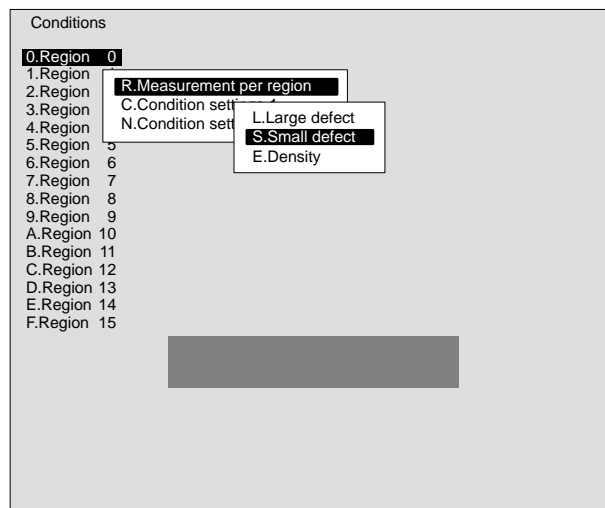 Conditions
0.Region 0
1.Region
2.Region
3.Region
4.Region
5.Region 5
6.Region 6
7.Region 7
8.Region 8
9.Region 9
A.Region 10
B.Region 11
C.Region 12
D.Region 13
E.Region 14
F.Region 15
R.Measurement per region
C.Condition
N.Condition
L.Large defect
S.Small defect
E.Density